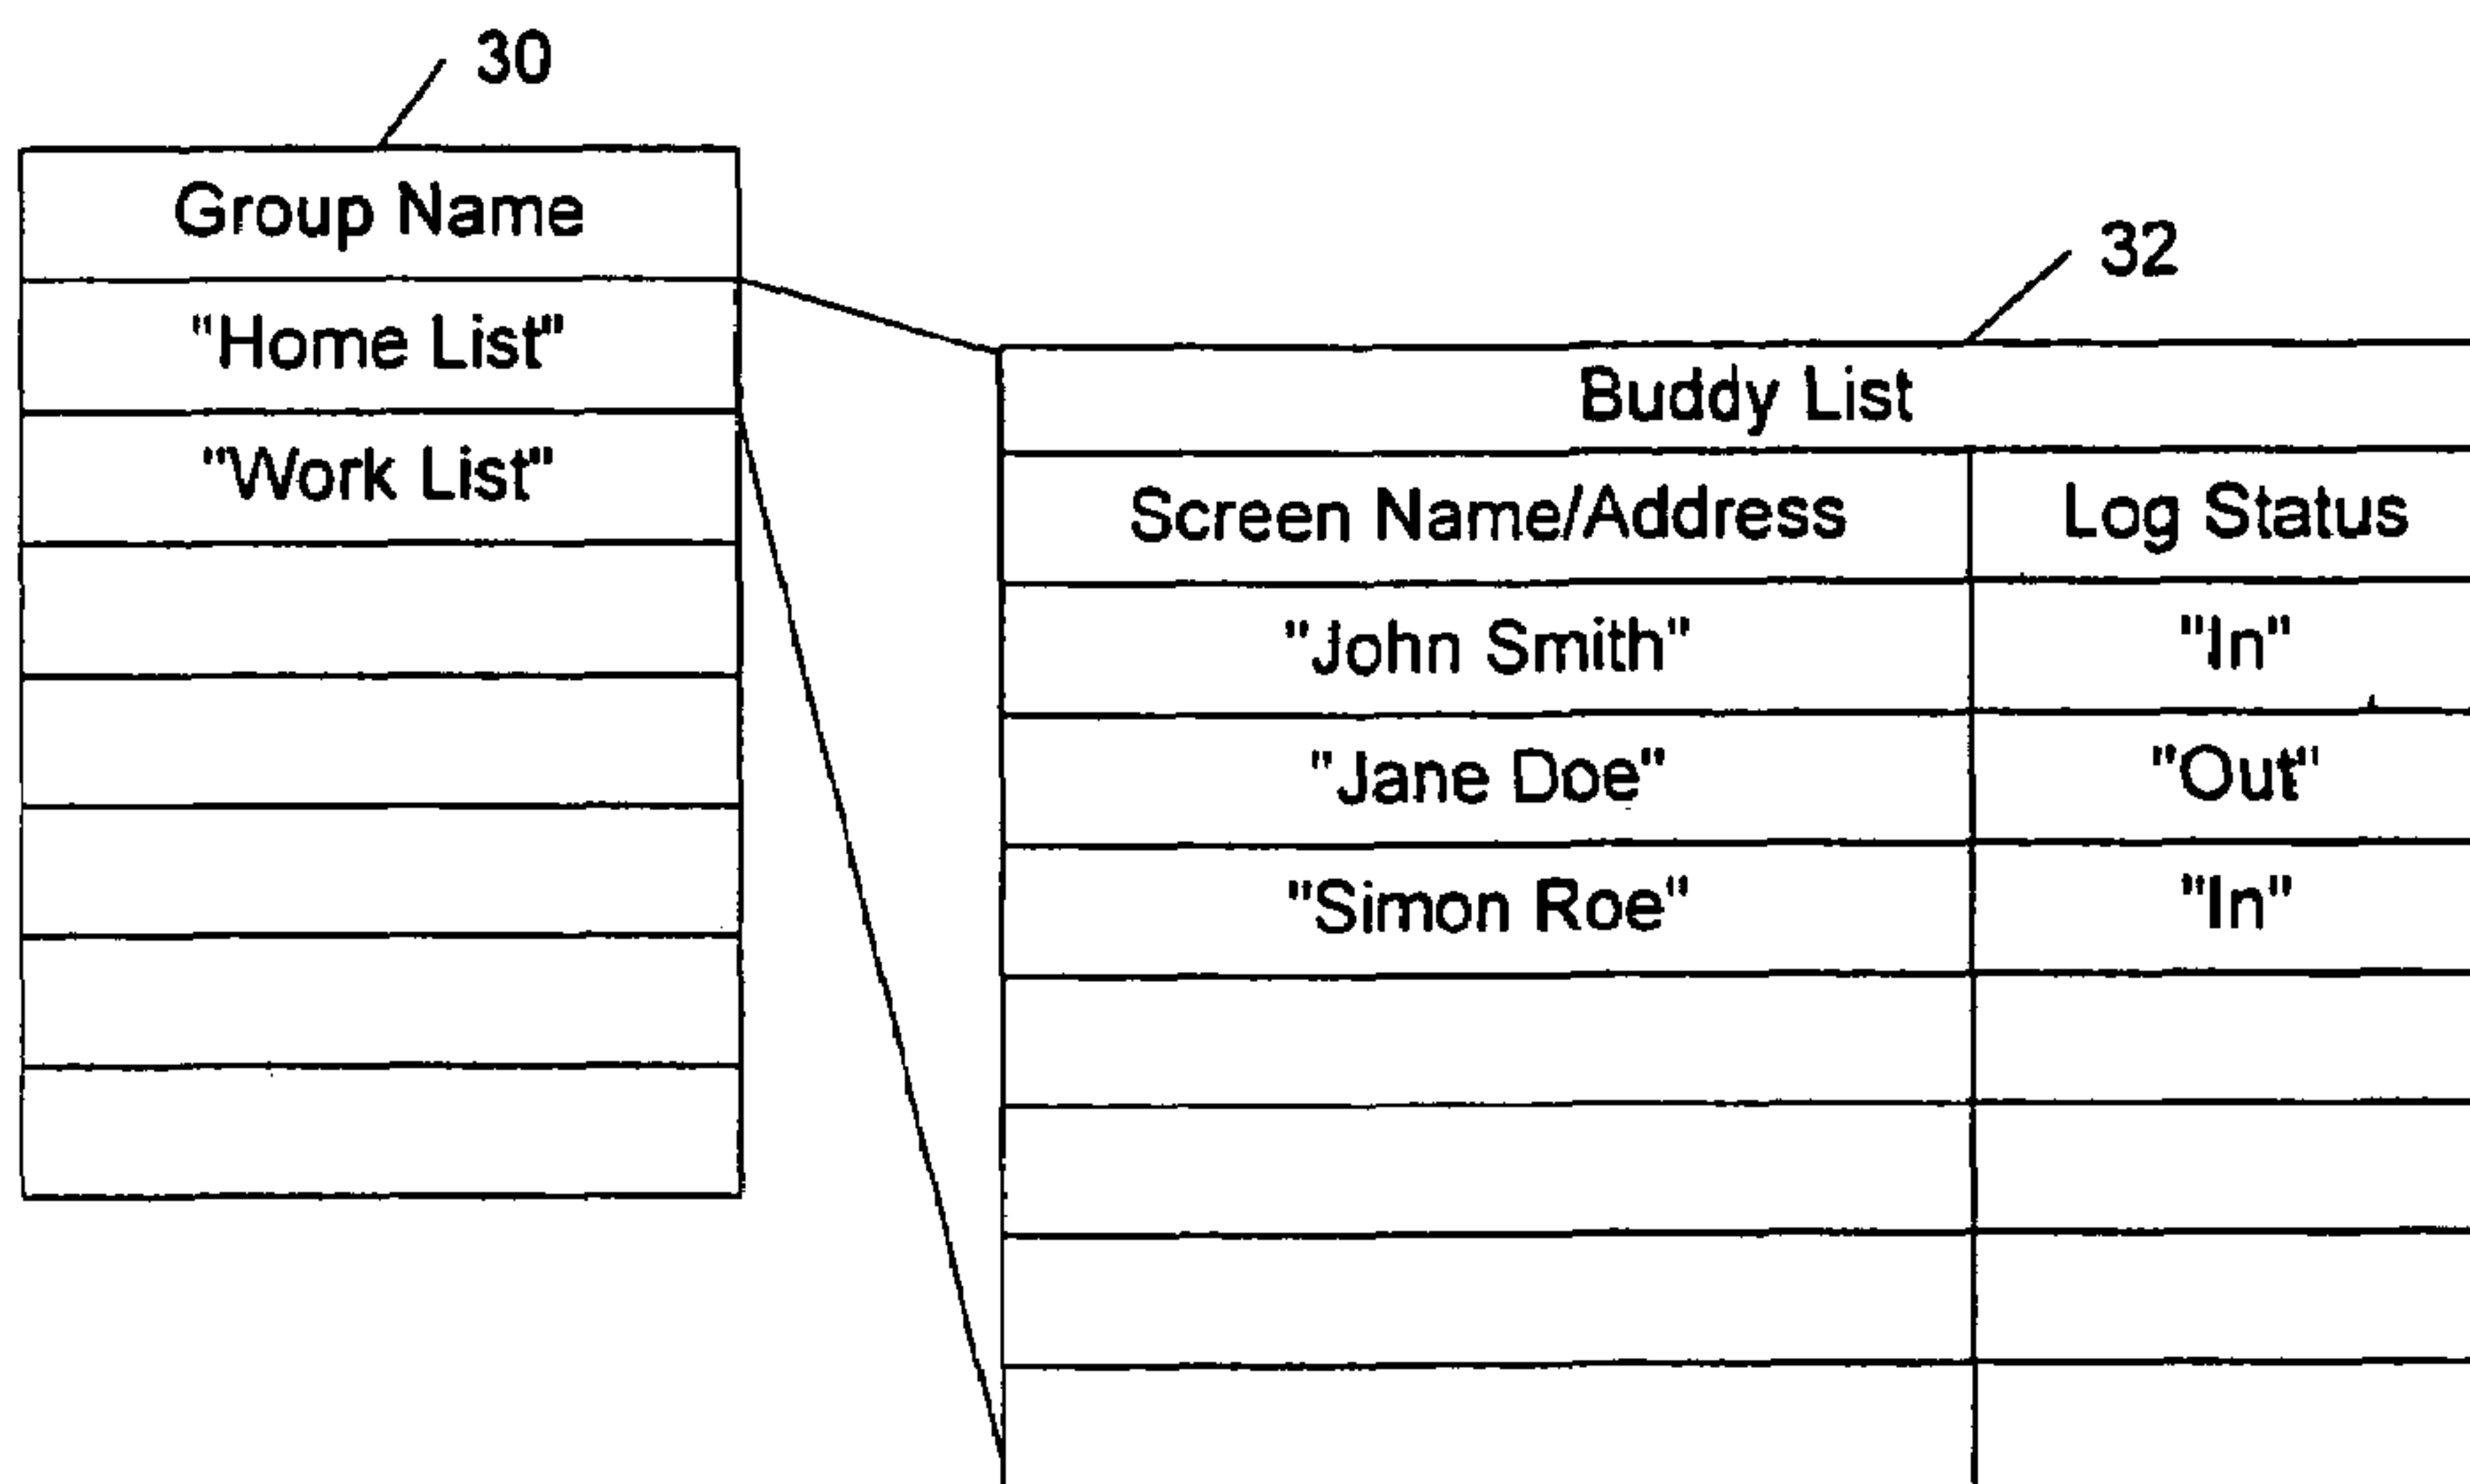 30
Group Name
"Home List"
"Work List"
32
Buddy List
Screen Name/Address Log Status
"John Smith" "In"
"Jane Doe" "Out"
"Simon Roe" "In"